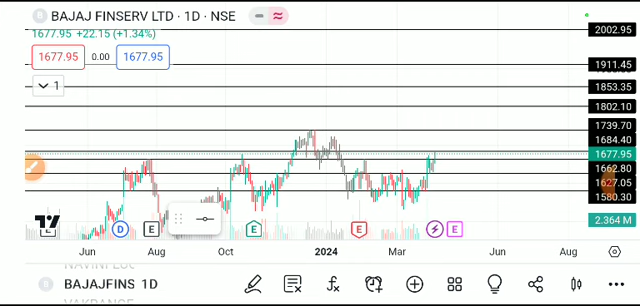 B BAJAJ FINSERV LTD · 1D · NSE
1677.95 +22.15 (+1.34%)
1677.95 0.00 1677.95
1
2002.95
1911.45
1853.35
1802.10
1739.70
1684.40
1677.95
1662.80
1627.05
1580.30
2.364 M
E D E E E E
Jun Aug Oct 2024 Mar Jun Aug
B BAJAJFINS 1D